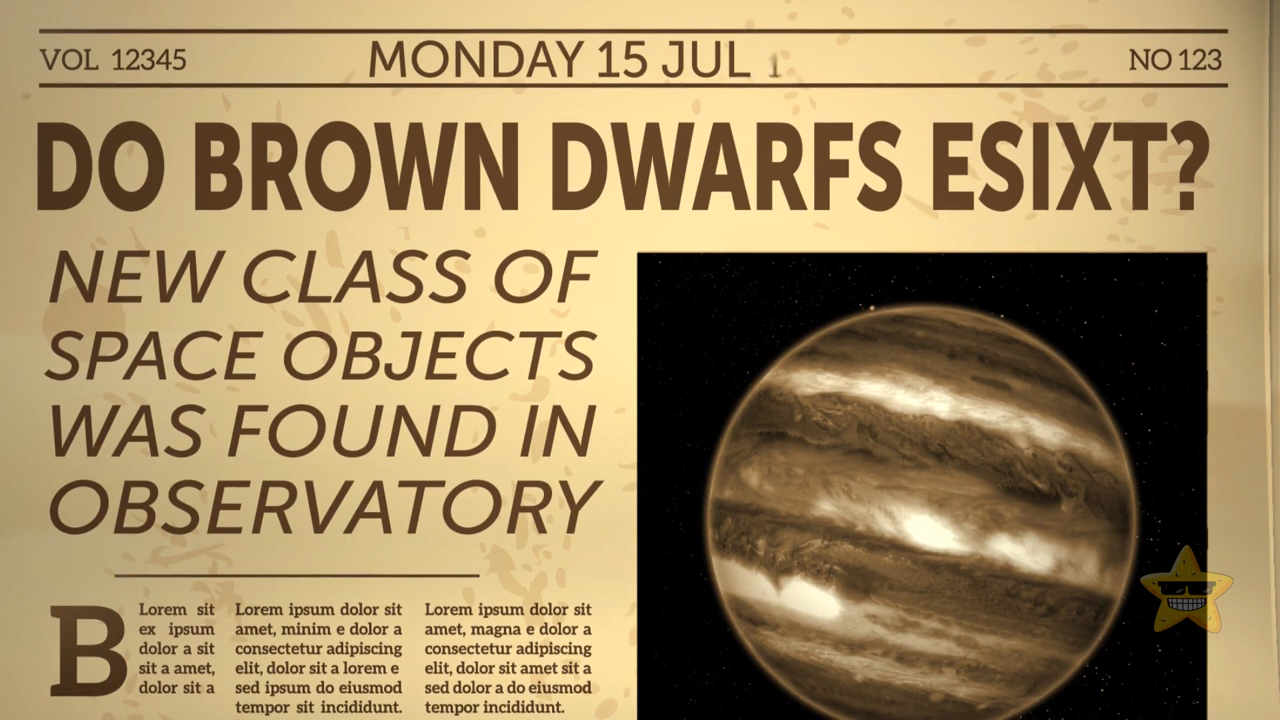 VOL 12345
MONDAY 15 JUL 1
NO 123
DO BROWN DWARFS ESIXT?
NEW CLASS OF
SPACE OBJECTS
WAS FOUND IN
OBSERVATORY
B
Lorem sit
ex ipsum
dolor a sit
sit a amet,
dolor sit a
Lorem ipsum dolor sit
amet, minim e dolor a
consectetur adipiscing
elit, dolor sit a lorem e
sed ipsum do eiusmod
tempor sit incididunt.
Lorem ipsum dolor sit
amet, magna e dolor a
consectetur adipiscing
elit, dolor sit amet sit a
sed dolor a do eiusmod
tempor incididunt.